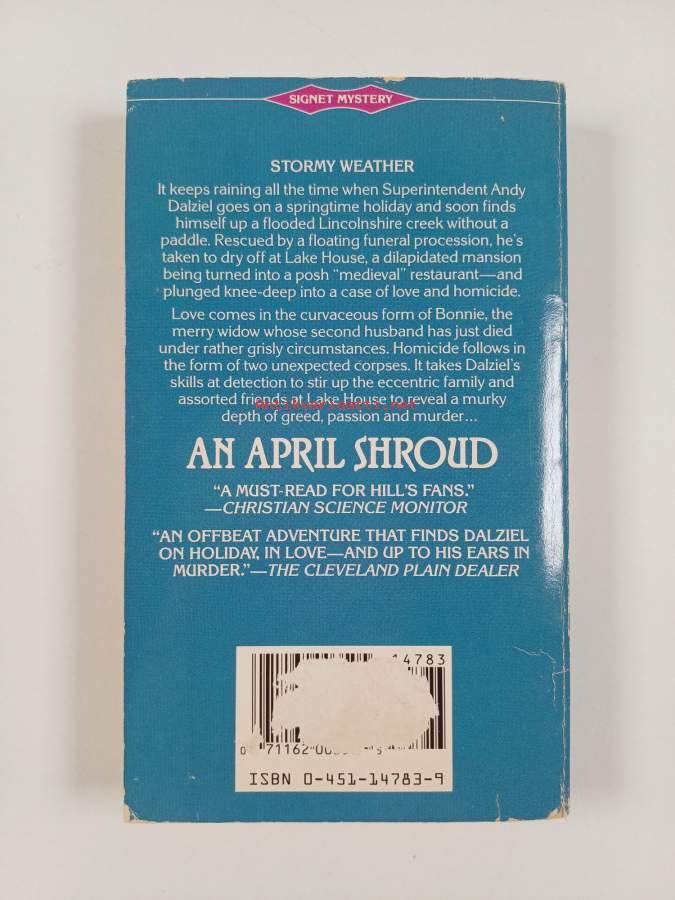 SIGNET MYSTERY
STORMY WEATHER
It keeps raining all the time when Superintendent Andy
Dalziel goes on a springtime holiday and soon finds
himself up a flooded Lincolnshire creek without a
paddle. Rescued by a floating funeral procession, he's
taken to dry off at Lake House, a dilapidated mansion
being turned into a posh "medieval" restaurant—and
plunged knee-deep into a case of love and homicide.
Love comes in the curvaceous form of Bonnie, the
merry widow whose second husband has just died
under rather grisly circumstances. Homicide follows in
the form of two unexpected corpses. It takes Dalziel's
skills at detection to stir up the eccentric family and
assorted friends at Lake House to reveal a murky
antikvariaatti.net
depth of greed, passion and murder...
AN APRIL SHROUD
"A MUST-READ FOR HILL'S FANS."
—CHRISTIAN SCIENCE MONITOR
"AN OFFBEAT ADVENTURE THAT FINDS DALZIEL
ON HOLIDAY, IN LOVE—AND UP TO HIS EARS IN
MURDER."—THE CLEVELAND PLAIN DEALER
14783
0 71162 00
ISBN 0-451-14783-9